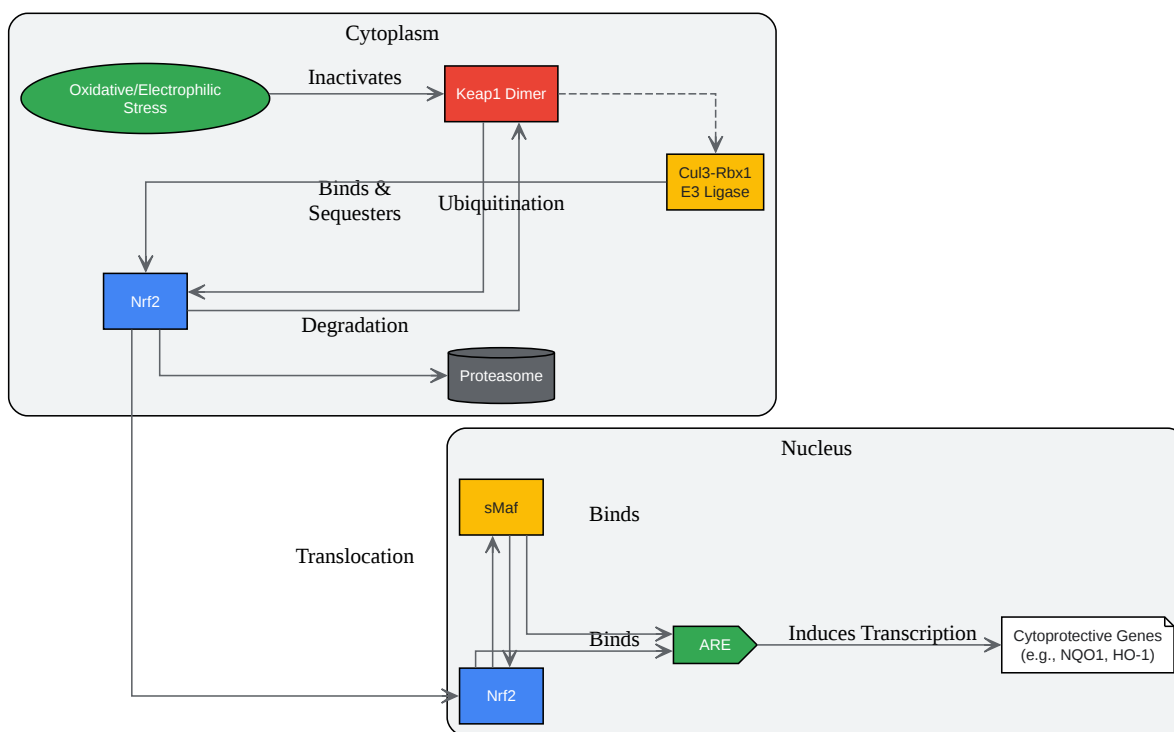 Cytoplasm
Oxidative/Electrophilic
Stress
Inactivates
Keap1 Dimer
Cul3-Rbx1
E3 Ligase
Binds &
Sequesters
Ubiquitination
Nrf2
Degradation
Proteasome
Nucleus
sMaf
Binds
Translocation
Binds
ARE
Induces Transcription
Cytoprotective Genes
(e.g., NQO1, HO-1)
Nrf2